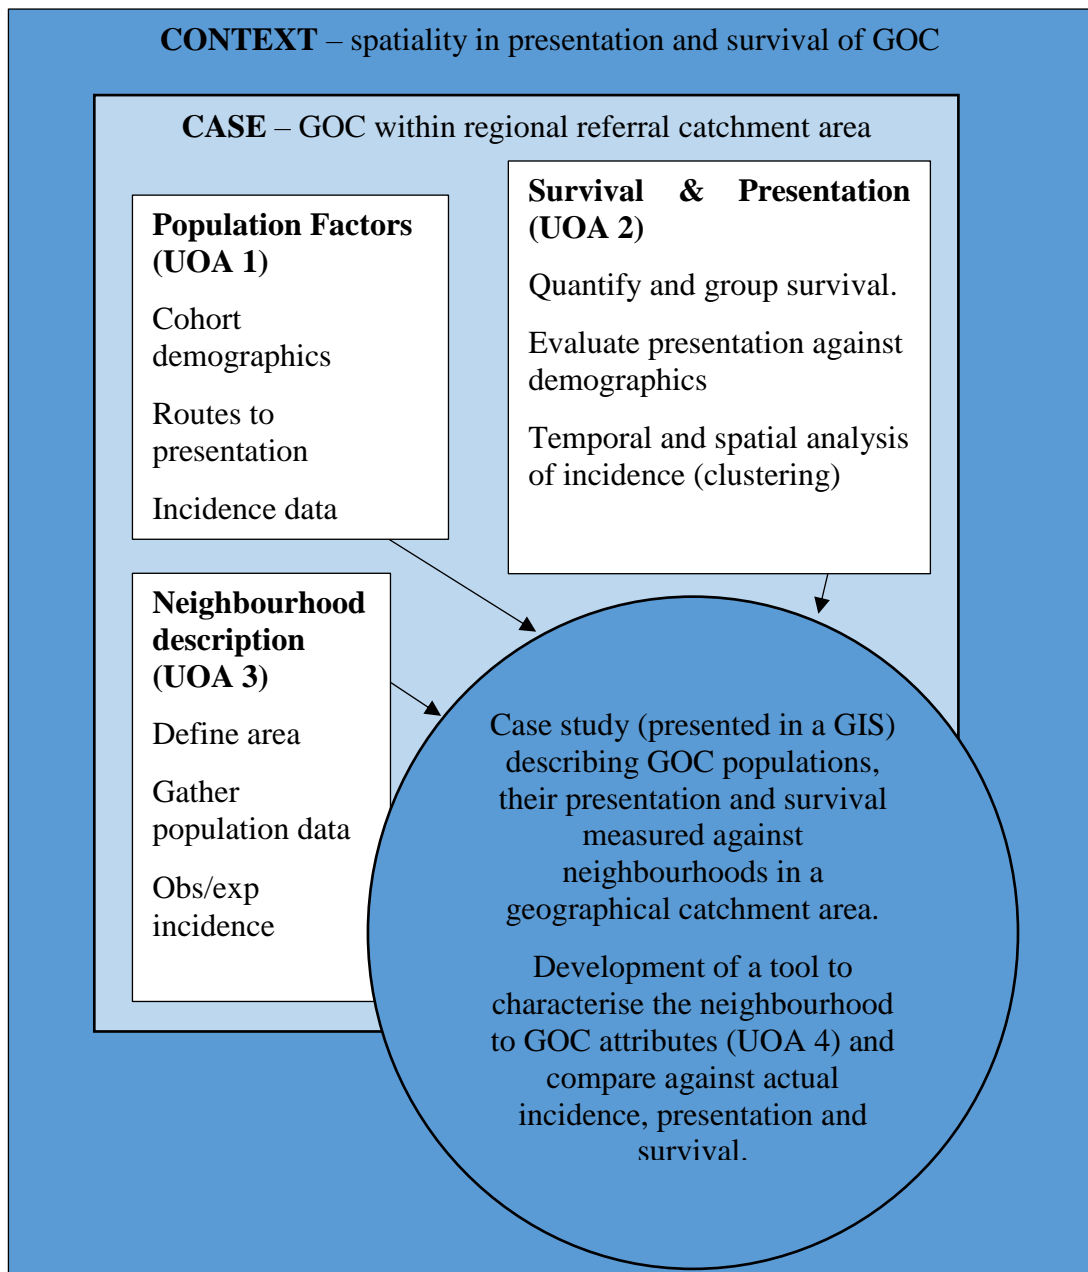 CONTEXT – spatiality in presentation and survival of GOC
CASE – GOC within regional referral catchment area
Population Factors
(UOA 1)
Cohort
demographics
Routes to
presentation
Incidence data
Survival & Presentation
(UOA 2)
Quantify and group survival.
Evaluate presentation against
demographics
Temporal and spatial analysis
of incidence (clustering)
Neighbourhood
description
(UOA 3)
Define area
Gather
population data
Obs/exp
incidence
Case study (presented in a GIS)
describing GOC populations,
their presentation and survival
measured against
neighbourhoods in a
geographical catchment area.
Development of a tool to
characterise the neighbourhood
to GOC attributes (UOA 4) and
compare against actual
incidence, presentation and
survival.